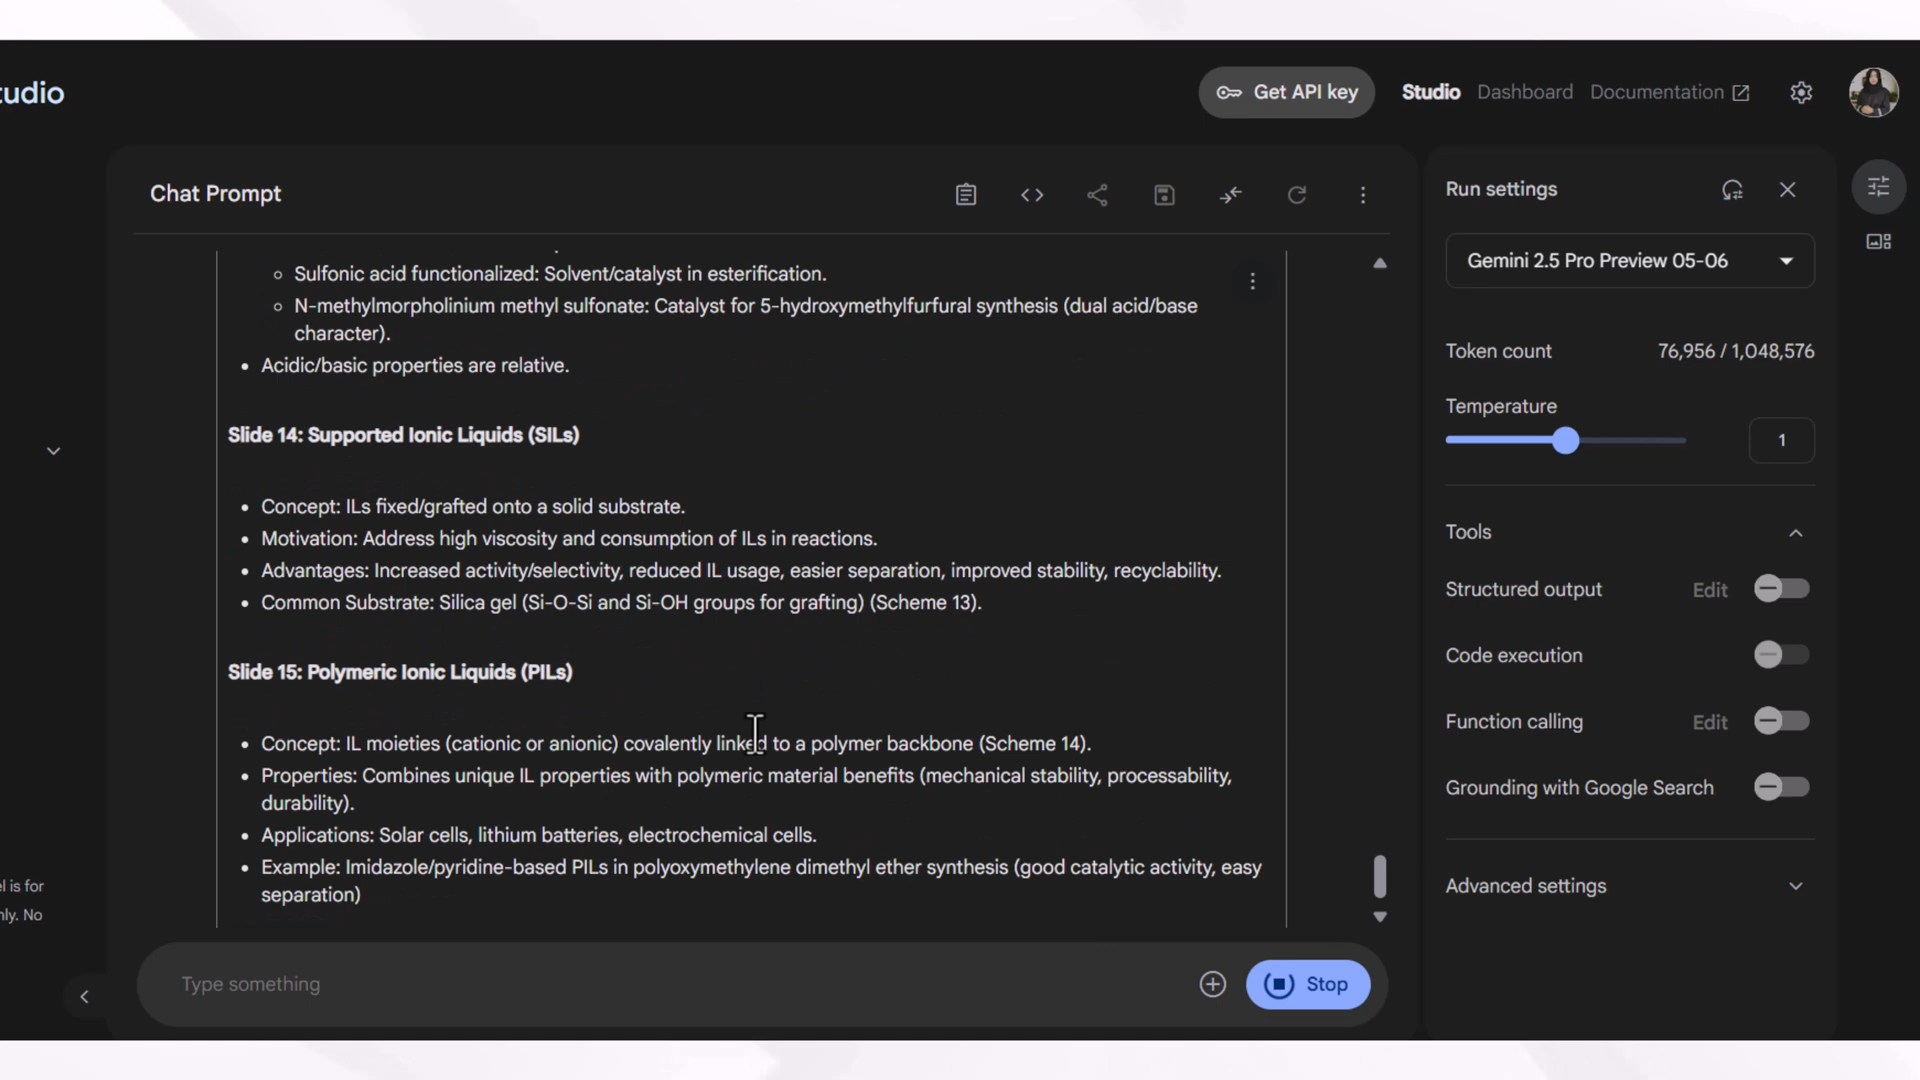 tudio
Get API key
Studio
Dashboard
Documentation
Chat Prompt
Sulfonic acid functionalized: Solvent/catalyst in esterification.
N-methylmorpholinium methyl sulfonate: Catalyst for 5-hydroxymethylfurfural synthesis (dual acid/base
character).
Acidic/basic properties are relative.
Slide 14: Supported Ionic Liquids (SILs)
Concept: ILs fixed/grafted onto a solid substrate.
Motivation: Address high viscosity and consumption of ILs in reactions.
Advantages: Increased activity/selectivity, reduced IL usage, easier separation, improved stability, recyclability.
Common Substrate: Silica gel (Si-O-Si and Si-OH groups for grafting) (Scheme 13).
Slide 15: Polymeric Ionic Liquids (PILs)
Concept: IL moieties (cationic or anionic) covalently linked to a polymer backbone (Scheme 14).
Properties: Combines unique IL properties with polymeric material benefits (mechanical stability, processability,
durability).
Applications: Solar cells, lithium batteries, electrochemical cells.
Example: Imidazole/pyridine-based PILs in polyoxymethylene dimethyl ether synthesis (good catalytic activity, easy
separation)
el is for
nly. No
Type something
Stop
Run settings
Gemini 2.5 Pro Preview 05-06
Token count 76,956 / 1,048,576
Temperature
1
Tools
Structured output Edit
Code execution
Function calling Edit
Grounding with Google Search
Advanced settings